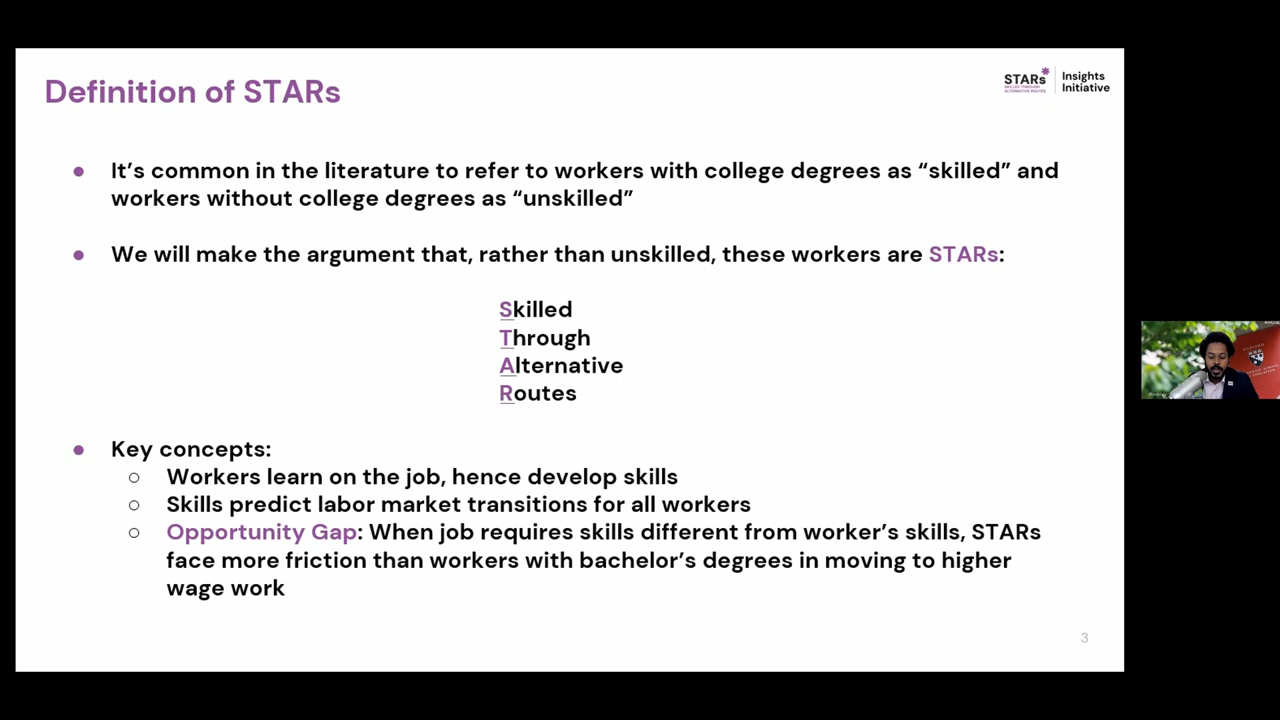 Definition of STARs
STARs
SKILLED THROUGH
ALTERNATIVE ROUTES
Insights
Initiative
● It’s common in the literature to refer to workers with college degrees as “skilled” and
workers without college degrees as “unskilled”
● We will make the argument that, rather than unskilled, these workers are STARs:
Skilled
Through
Alternative
Routes
● Key concepts:
○ Workers learn on the job, hence develop skills
○ Skills predict labor market transitions for all workers
○ Opportunity Gap: When job requires skills different from worker’s skills, STARs
face more friction than workers with bachelor’s degrees in moving to higher
wage work
3
HARVARD